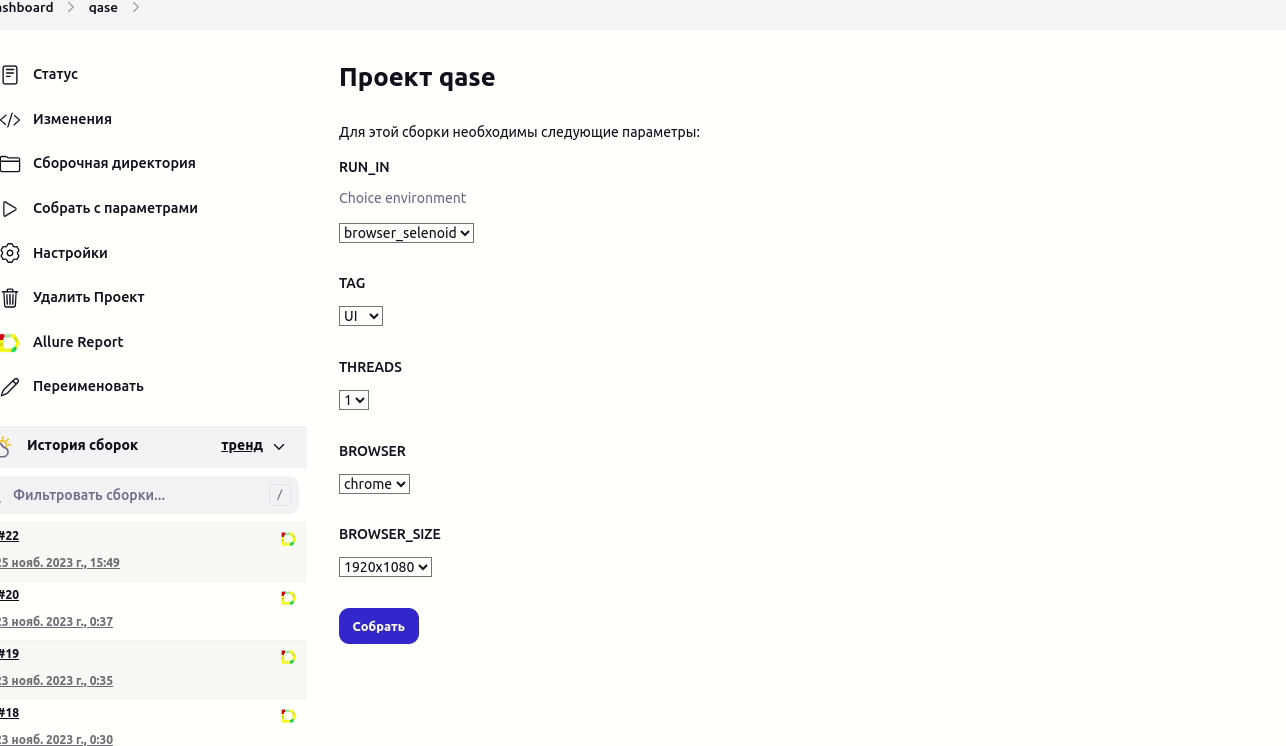 qase
Статус
Изменения
Сборочная директория
Собрать с параметрами
Настройки
Удалить Проект
Allure Report
Переименовать
История сборок
тренд
Фильтровать сборки...
/
#22
25 нояб. 2023 г., 15:49
#20
23 нояб. 2023 г., 0:37
#19
23 нояб. 2023 г., 0:35
#18
23 нояб. 2023 г., 0:30
Проект qase
Для этой сборки необходимы следующие параметры:
RUN_IN
Choice environment
browser_selenoid
TAG
UI
THREADS
1
BROWSER
chrome
BROWSER_SIZE
1920x1080
Собрать